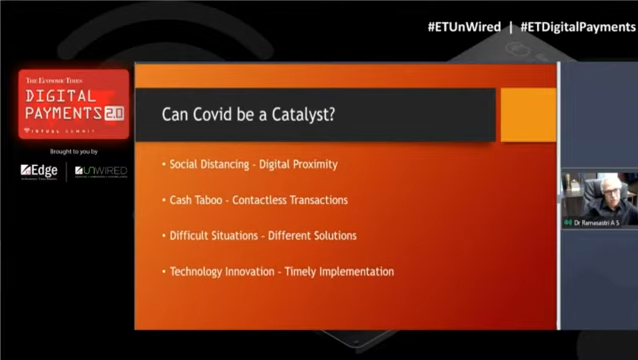 #ETUnWired | #ETDigitalPayments
THE ECONOMIC TIMES
DIGITAL
PAYMENTS 2.0
VIRTUAL SUMMIT
Brought to you by
Edge
UNWIRED
Can Covid be a Catalyst?
• Social Distancing - Digital Proximity
• Cash Taboo - Contactless Transactions
• Difficult Situations - Different Solutions
• Technology Innovation - Timely Implementation
Dr Ramasastri A S